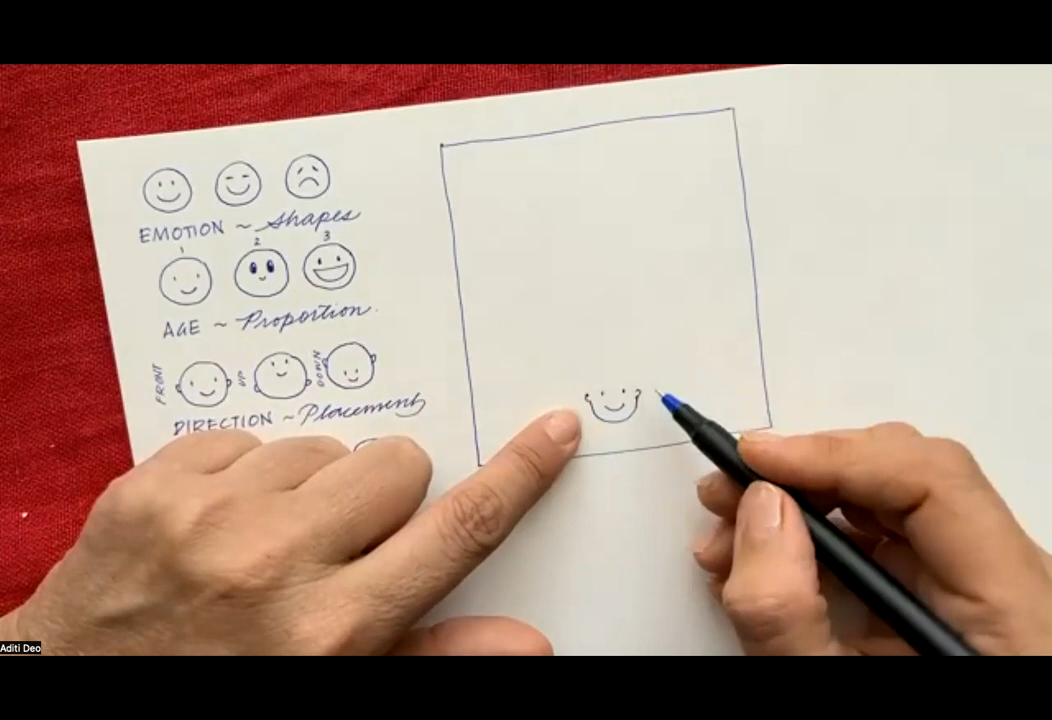 EMOTION ~ Shapes
1 2 3
AGE ~ Proportion.
FRONT UP DOWN
DIRECTION ~ Placement
Aditi Deo